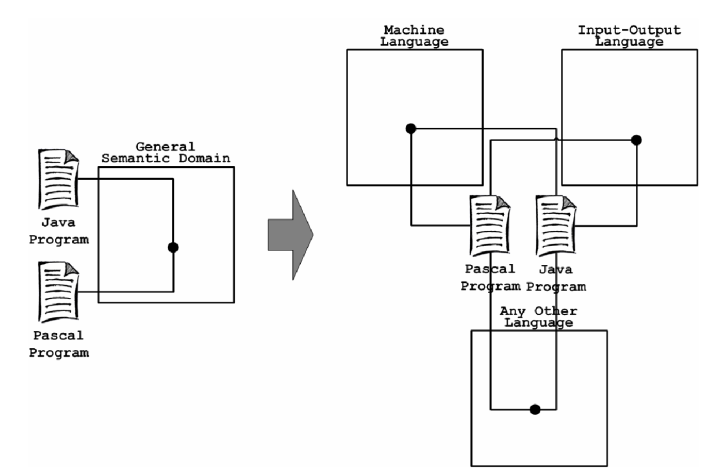 General
Semantic Domain
Java
Program
Pascal
Program
Machine
Language
Input-Output
Language
Pascal
Program
Java
Program
Any Other
Language